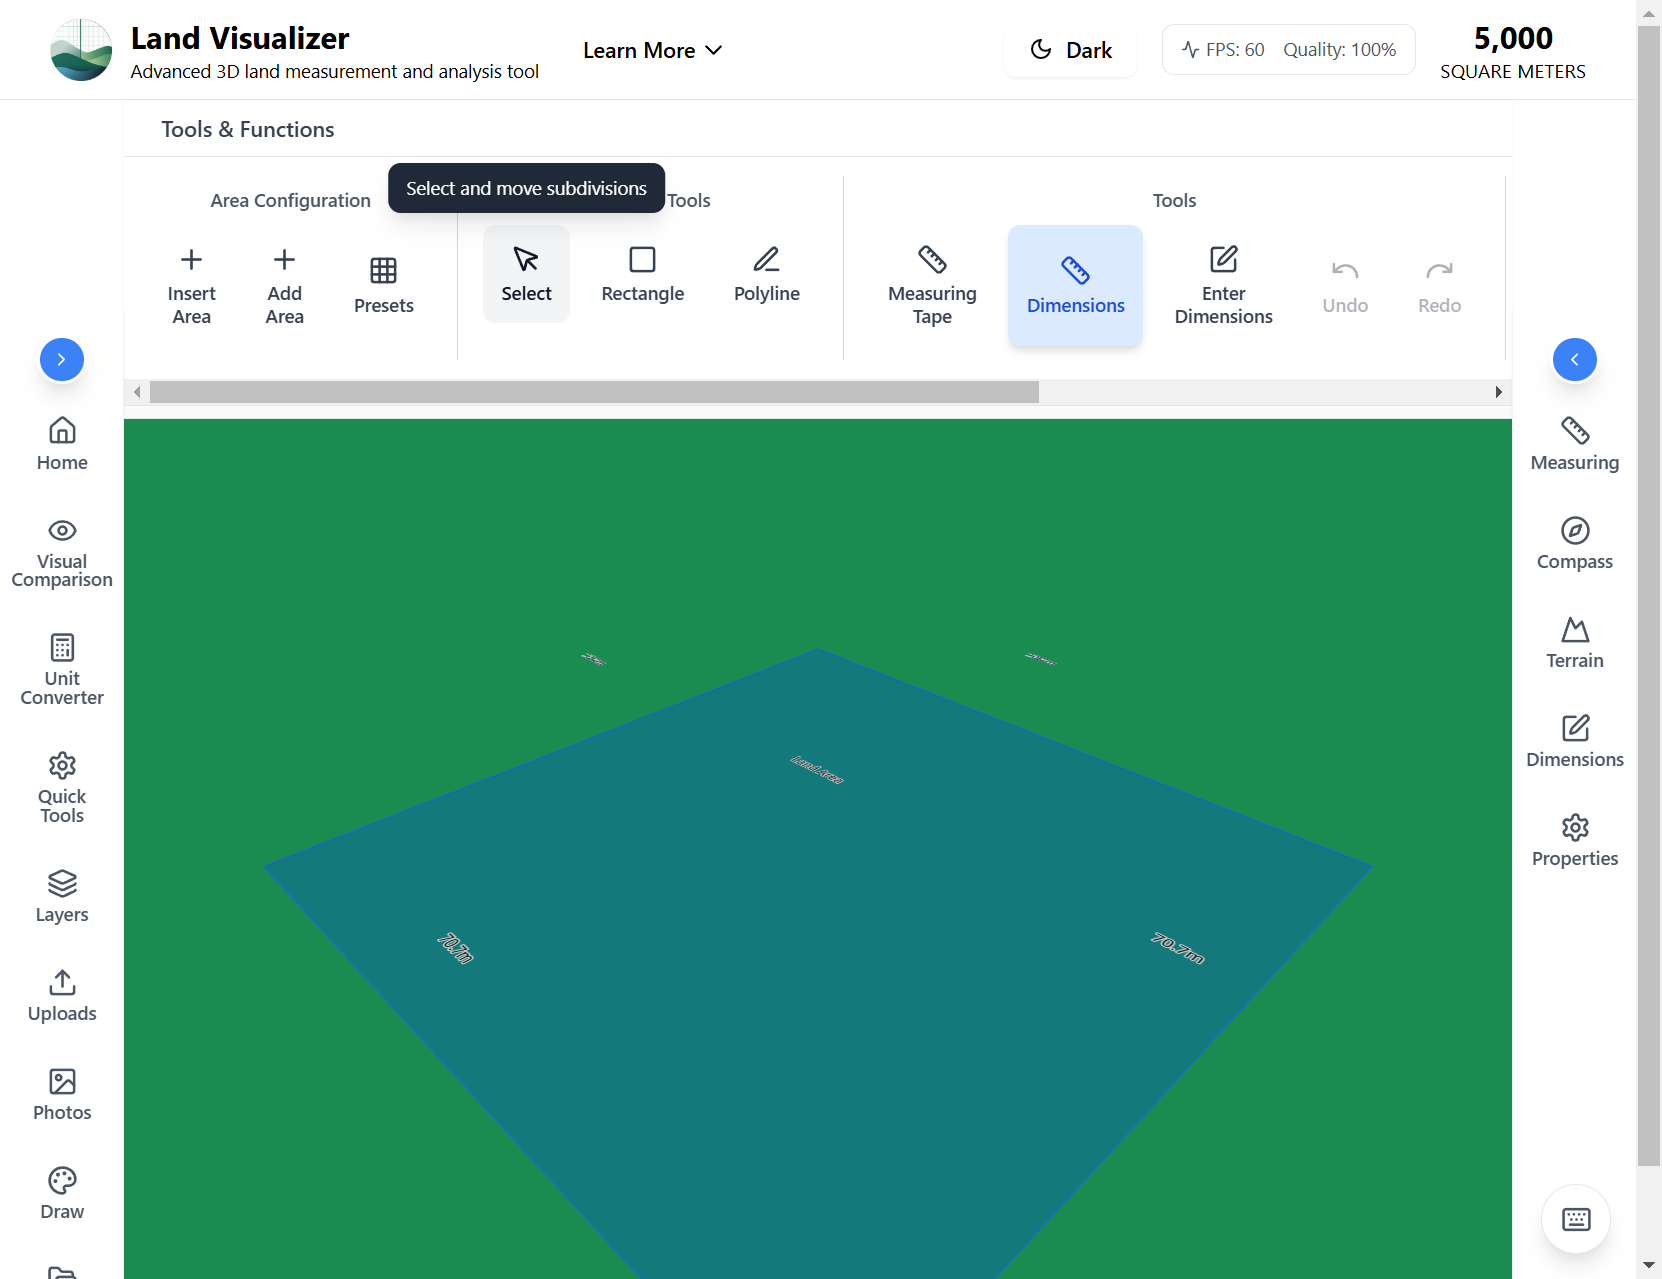 Land Visualizer
Advanced 3D land measurement and analysis tool
Learn More
Dark
FPS: 60 Quality: 100%
5,000
SQUARE METERS
Tools & Functions
Area Configuration
Select and move subdivisions
Tools
Tools
Insert
Area
Add
Area
Presets
Select
Rectangle
Polyline
Measuring
Tape
Dimensions
Enter
Dimensions
Undo
Redo
Home
Visual
Comparison
Unit
Converter
Quick
Tools
Layers
Uploads
Photos
Draw
Land Area
70.7m
70.7m
Measuring
Compass
Terrain
Dimensions
Properties